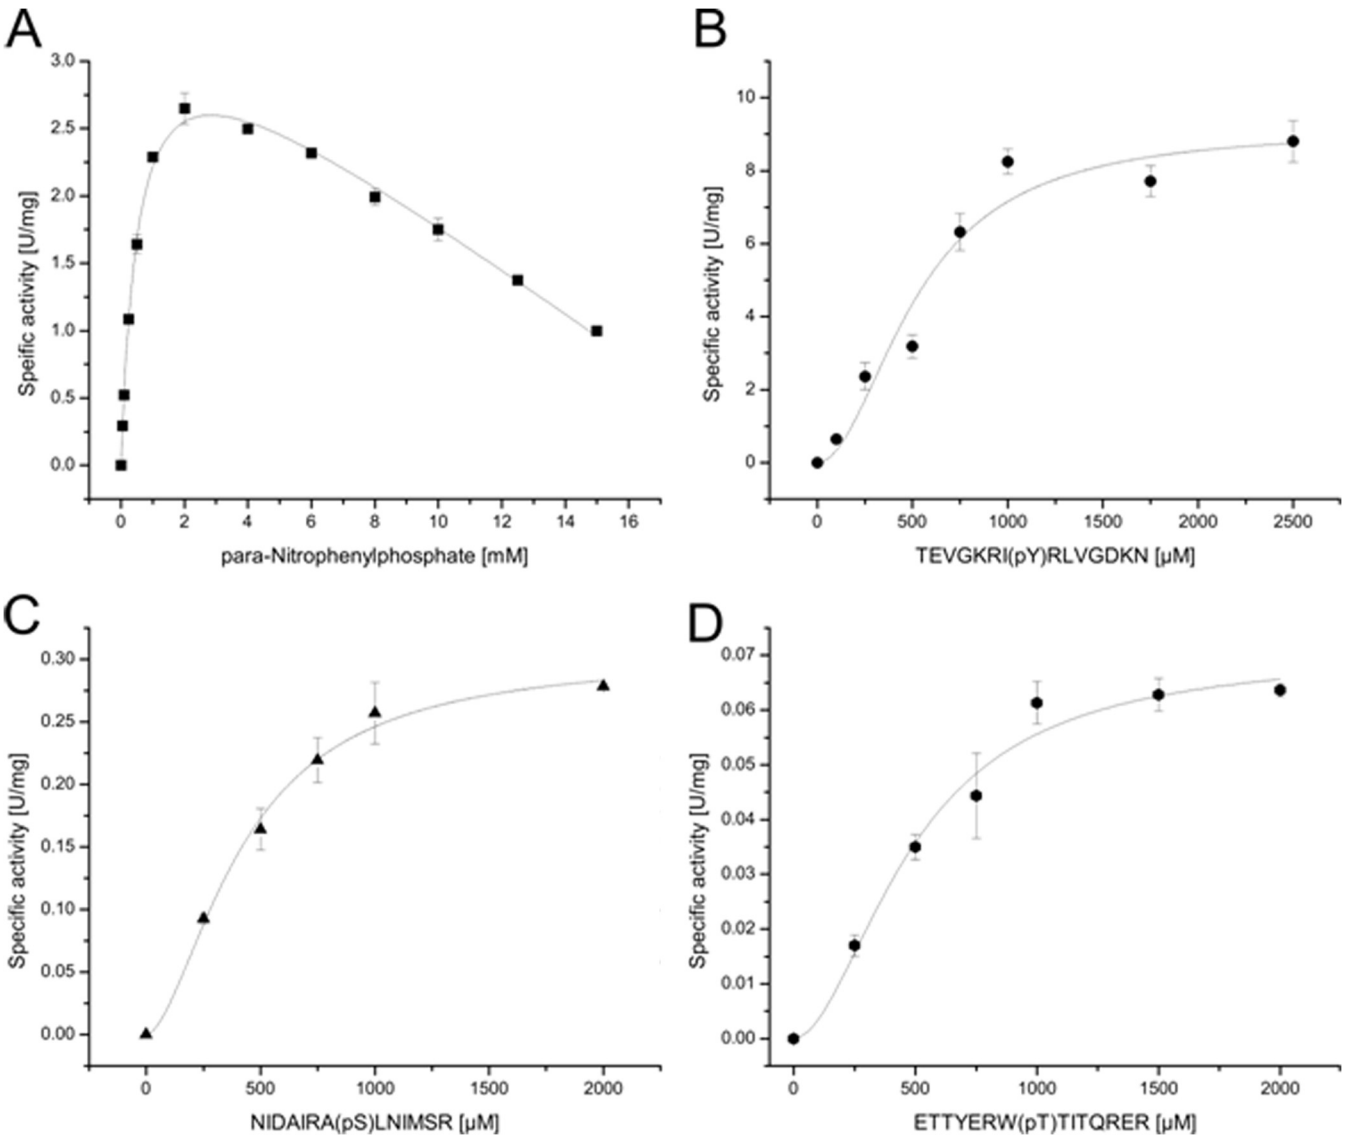 A
3.0
2.5
2.0
1.5
1.0
0.5
0.0
Speific activity [U/mg]
0 2 4 6 8 10 12 14 16
para-Nitrophenylphosphate [mM]
B
10
8
6
4
2
0
Specific activity [U/mg]
0 500 1000 1500 2000 2500
TEVGKRI(pY)RLVGDKN [µM]
C
0.30
0.25
0.20
0.15
0.10
0.05
0.00
Specific activity [U/mg]
0 500 1000 1500 2000
NIDAIRA(pS)LNIMSR [µM]
D
0.07
0.06
0.05
0.04
0.03
0.02
0.01
0.00
Specific activity [U/mg]
0 500 1000 1500 2000
ETTYERW(pT)TITQRER [µM]